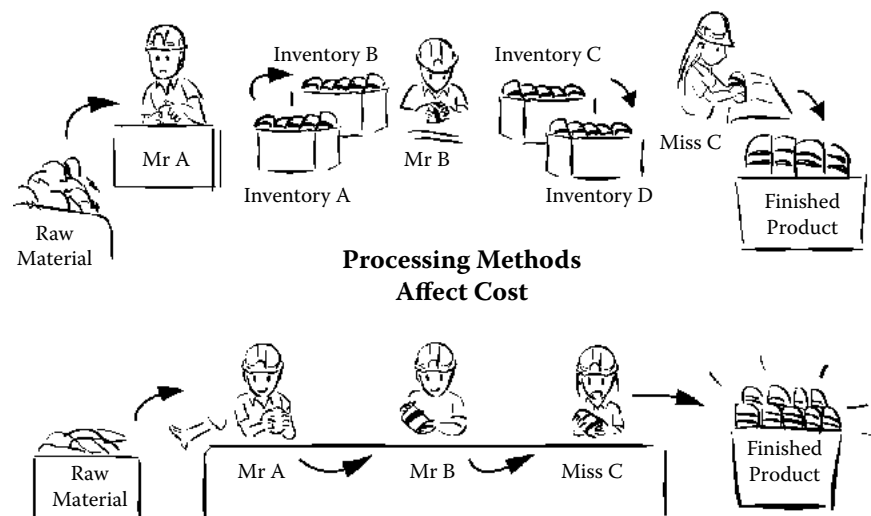 Inventory B
Inventory C
Mr A
Mr B
Miss C
Inventory A
Inventory D
Raw
Material
Finished
Product
Processing Methods
Affect Cost
Raw
Material
Mr A
Mr B
Miss C
Finished
Product